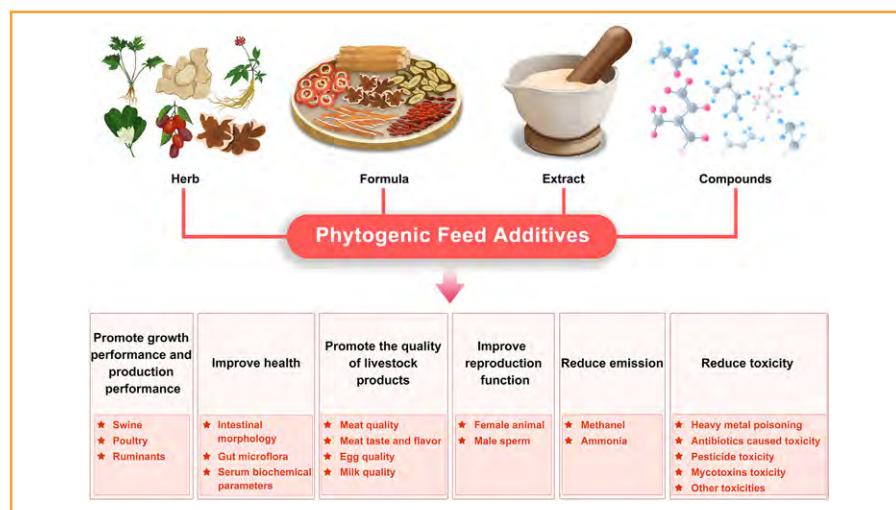 Herb
Formula
Extract
Compounds
Phytogenic Feed Additives
Promote growth
performance and
production
performance
★ Swine
★ Poultry
★ Ruminants
Improve health
★ Intestinal
morphology
★ Gut microflora
★ Serum biochemical
parameters
Promote the quality
of livestock
products
★ Meat quality
★ Meat taste and flavor
★ Egg quality
★ Milk quality
Improve
reproduction
function
★ Female animal
★ Male sperm
Reduce emission
★ Methanel
★ Ammonia
Reduce toxicity
★ Heavy metal poisoning
★ Antibiotics caused toxicity
★ Pesticide toxicity
★ Mycotoxins toxicity
★ Other toxicities